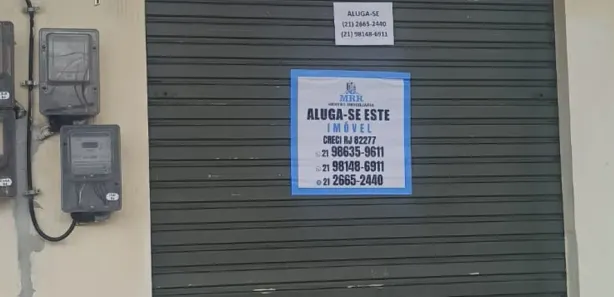 ALUGA-SE
(21) 2665-2440
(21) 98148-6911
MRR
ALUGA-SE ESTE
IMÓVEL
CRECI RJ 82277
21 98635-9611
21 98148-6911
21 2665-2440